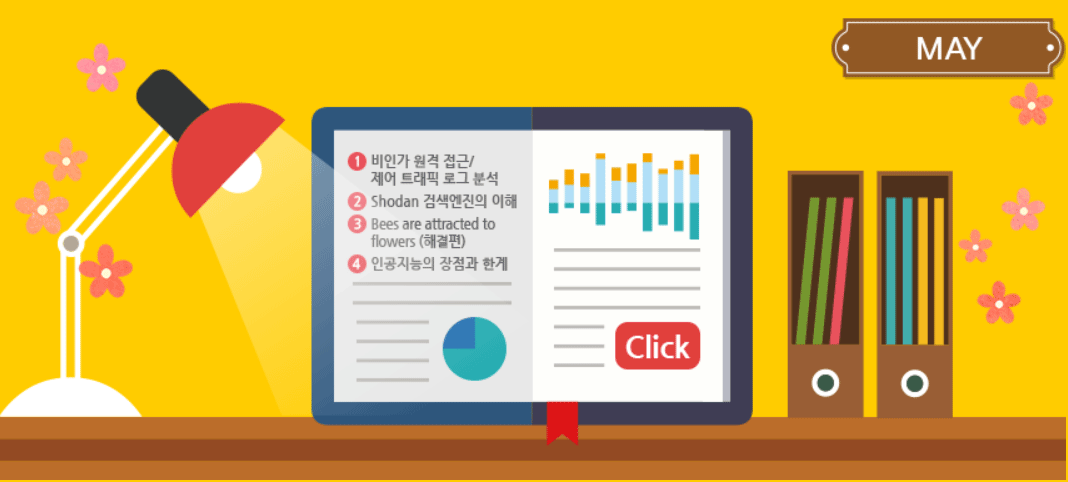 MAY
1 비인가 원격 접근/
제어 트래픽 로그 분석
2 Shodan 검색엔진의 이해
3 Bees are attracted to
flowers (해결편)
4 인공지능의 장점과 한계
Click